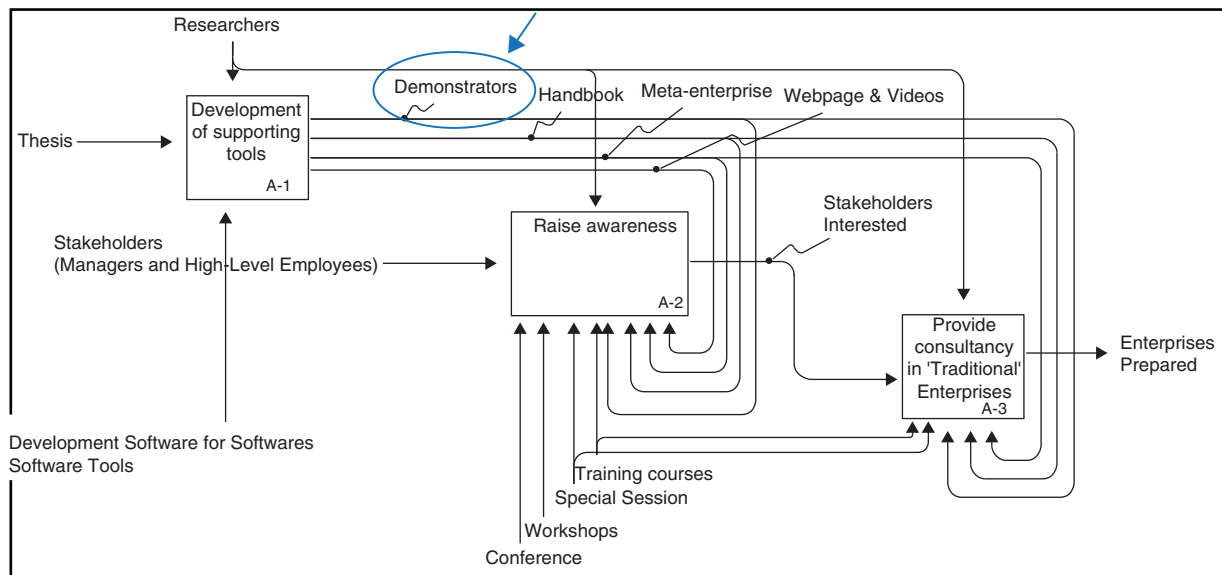 Researchers
Demonstrators
Handbook
Meta-enterprise
Webpage & Videos
Thesis
Development
of supporting
tools
A-1
Stakeholders
Interested
Raise awareness
A-2
Stakeholders
(Managers and High-Level Employees)
Provide
consultancy
in 'Traditional'
Enterprises
A-3
Enterprises
Prepared
Development Software for Softwares
Software Tools
Training courses
Special Session
Workshops
Conference